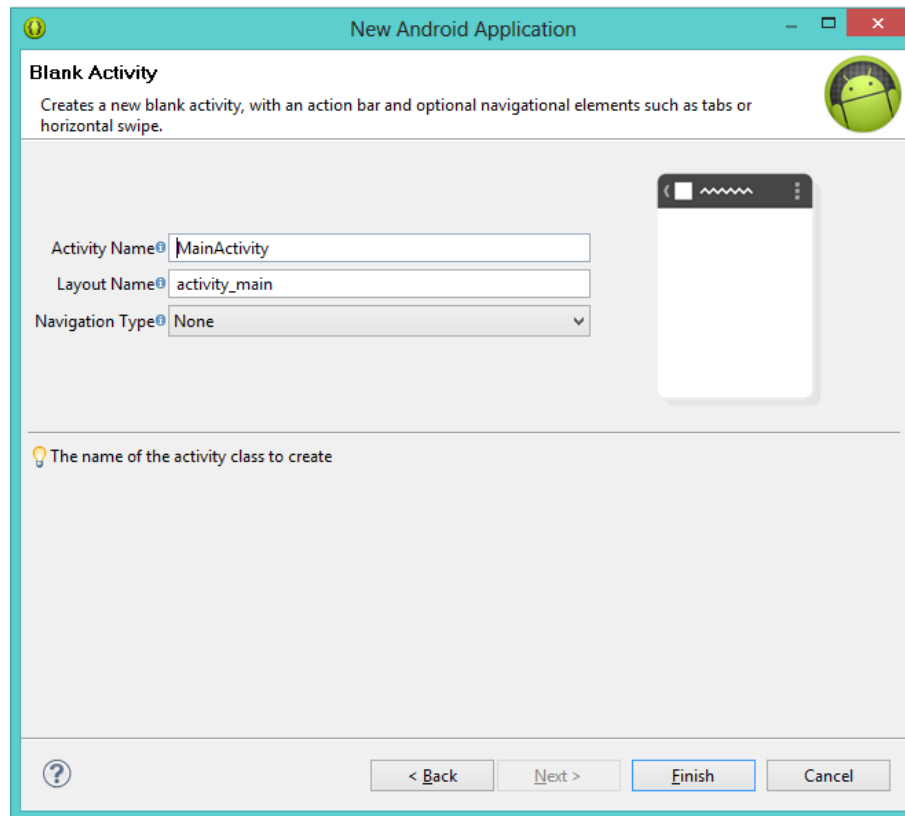 New Android Application
Blank Activity
Creates a new blank activity, with an action bar and optional navigational elements such as tabs or
horizontal swipe.
Activity Name MainActivity
Layout Name activity_main
Navigation Type None
The name of the activity class to create
< Back Next > Finish Cancel